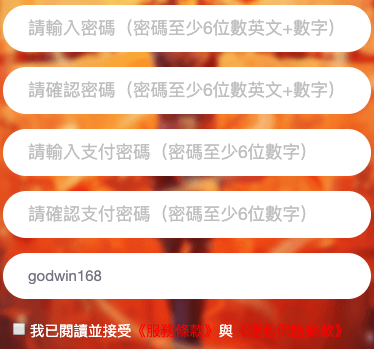 請輸入密碼（密碼至少6位數英文+數字）
請確認密碼（密碼至少6位數英文+數字）
請輸入支付密碼（密碼至少6位數字）
請確認支付密碼（密碼至少6位數字）
godwin168
我已閱讀並接受《服務條款》與